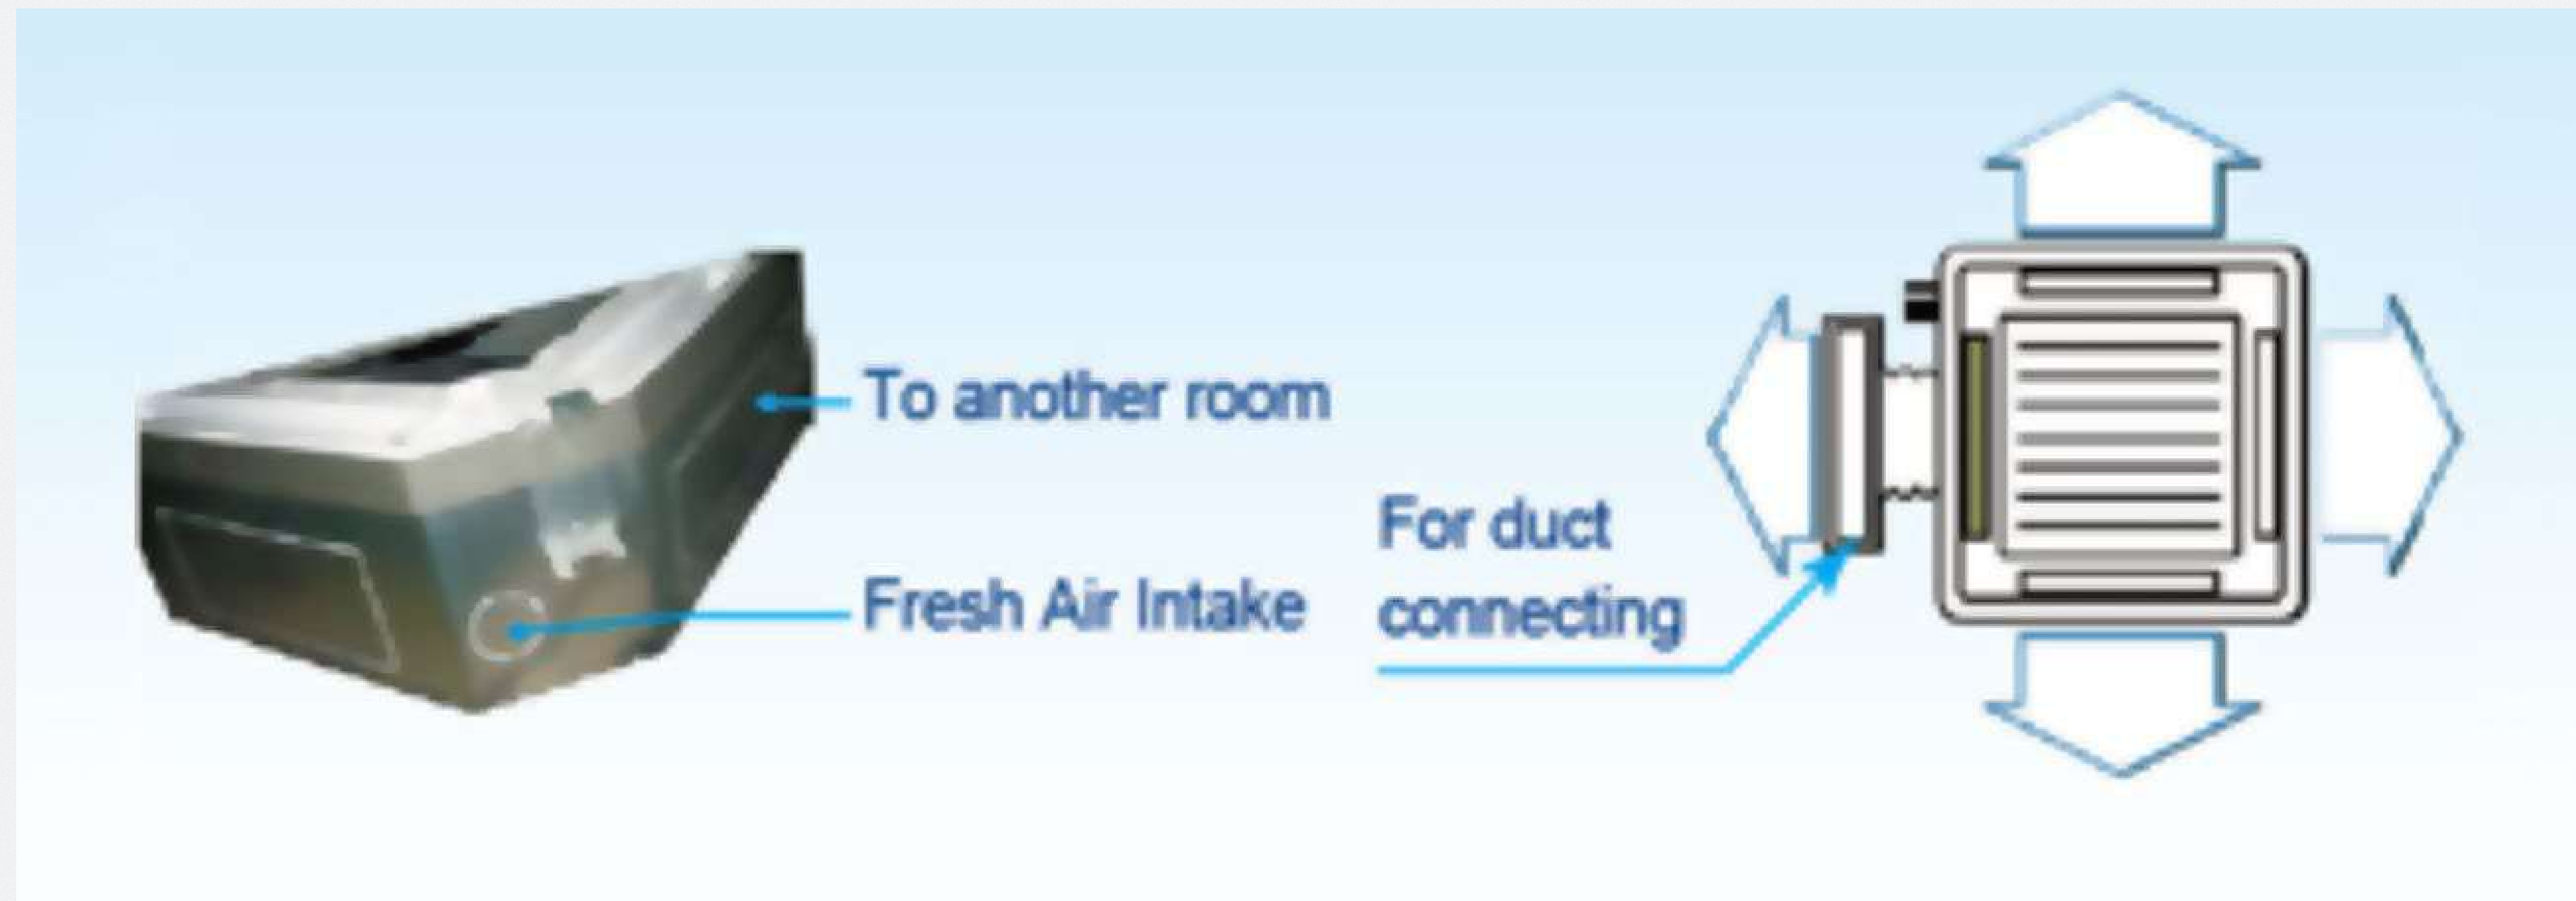 To another room
Fresh Air Intake
For duct
connecting